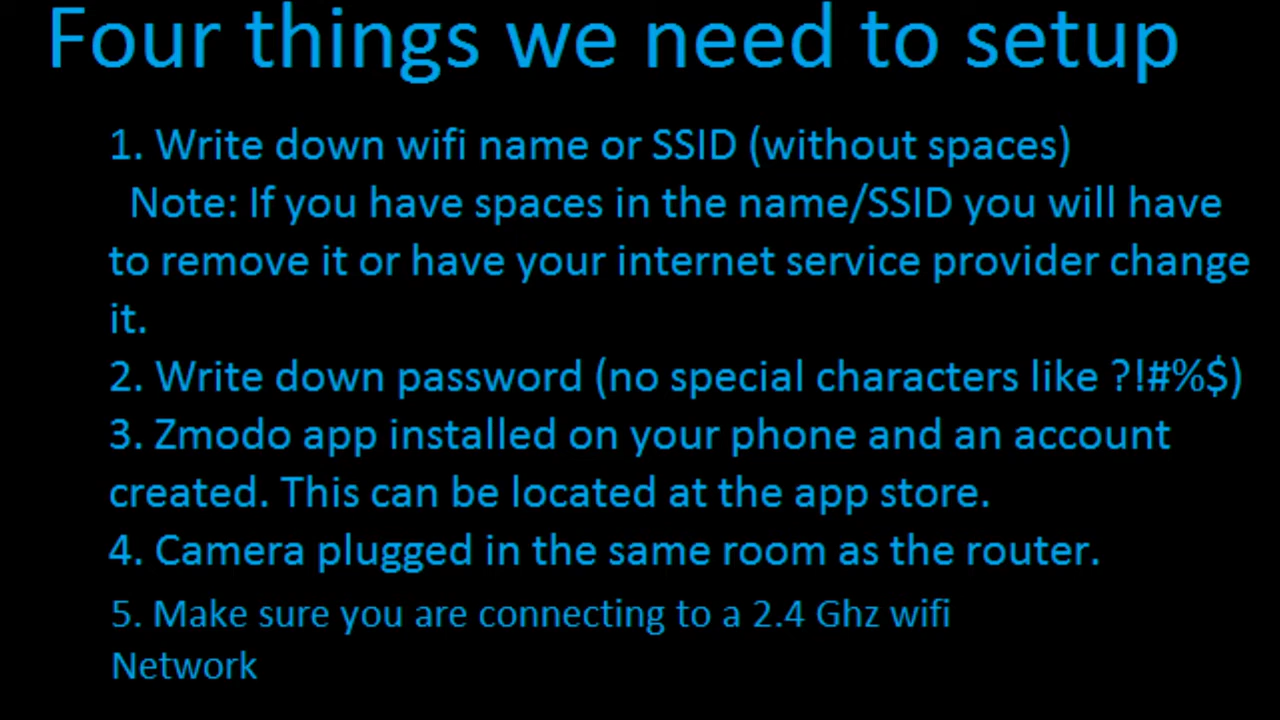 Four things we need to setup
1. Write down wifi name or SSID (without spaces)
Note: If you have spaces in the name/SSID you will have
to remove it or have your internet service provider change
it.
2. Write down password (no special characters like ?!#%$)
3. Zmodo app installed on your phone and an account
created. This can be located at the app store.
4. Camera plugged in the same room as the router.
5. Make sure you are connecting to a 2.4 Ghz wifi
Network